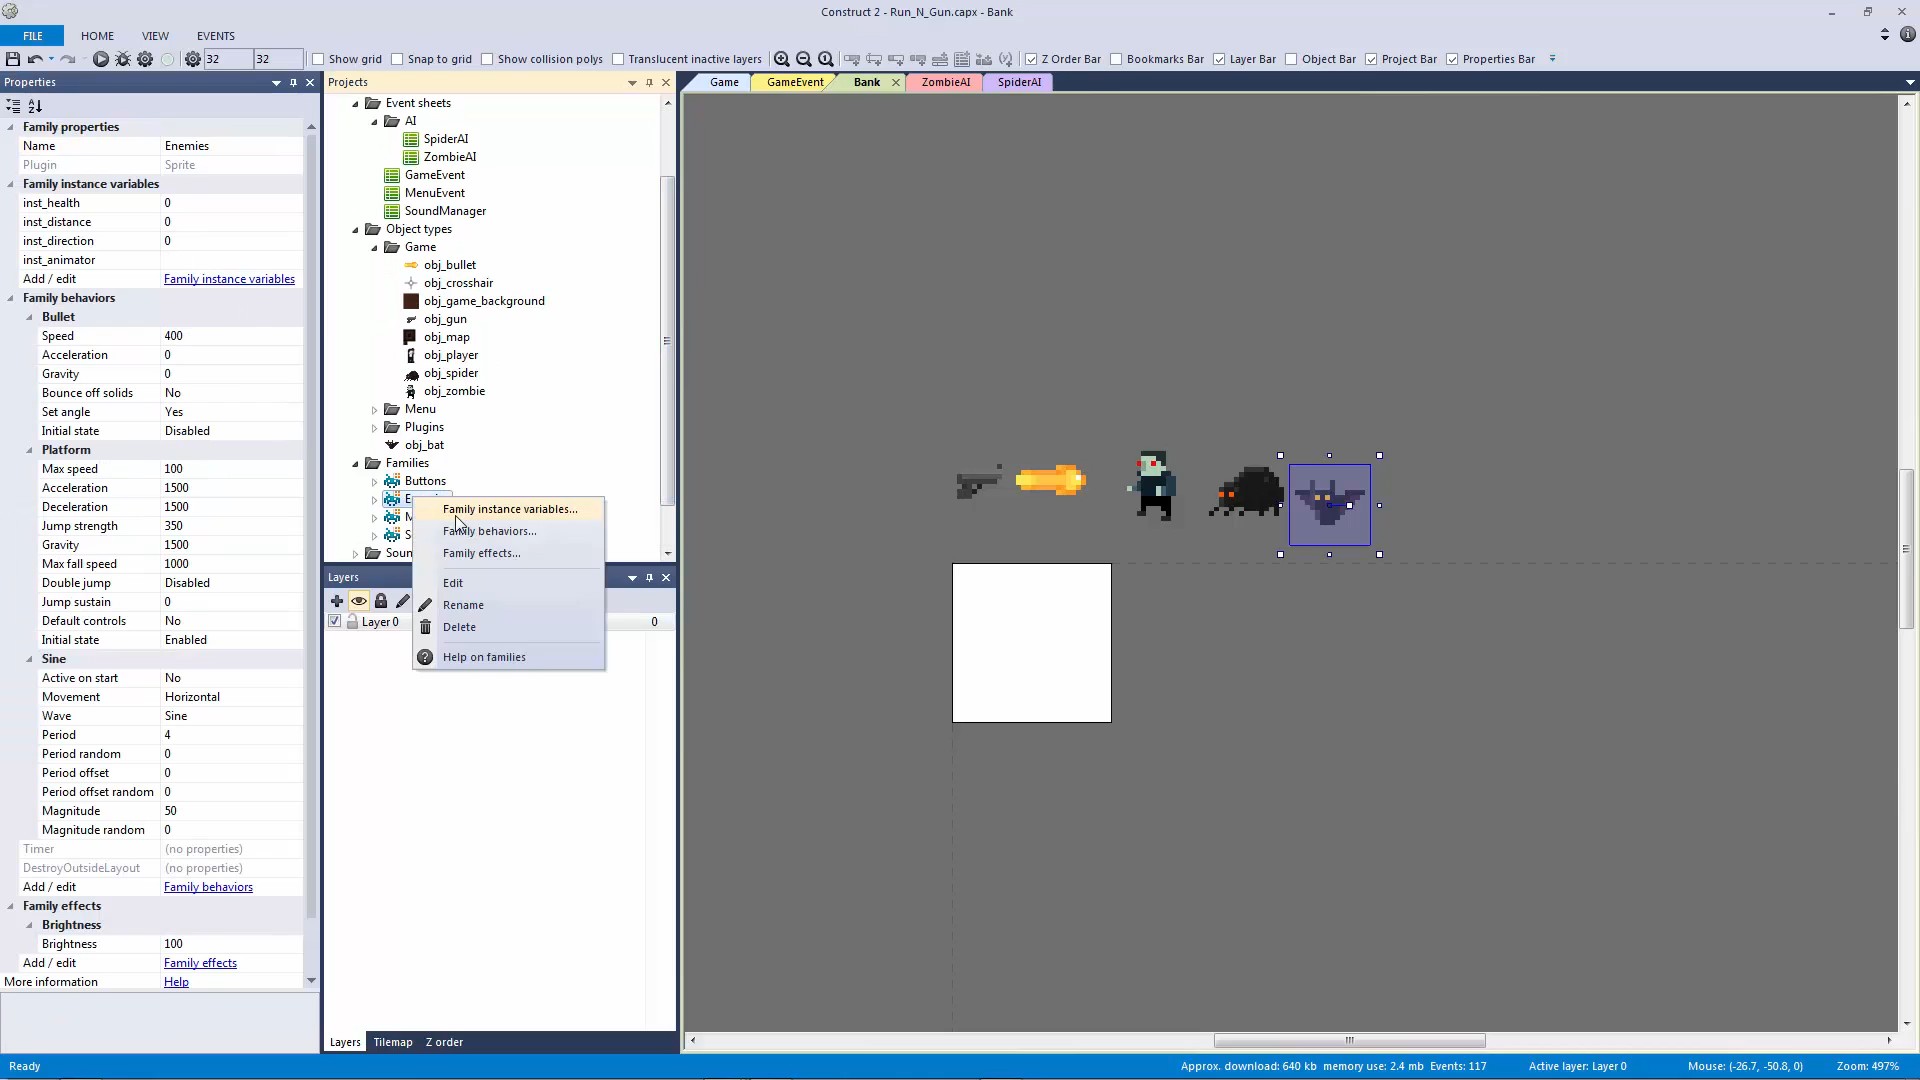 Construct 2 - Run_N_Gun.capx - Bank
FILE HOME VIEW EVENTS
32 32 Show grid Snap to grid Show collision polys Translucent inactive layers Z Order Bar Bookmarks Bar Layer Bar Object Bar Project Bar Properties Bar
Properties
Family properties
Name Enemies
Plugin Sprite
Family instance variables
inst_health 0
inst_distance 0
inst_direction 0
inst_animator
Add / edit Family instance variables
Family behaviors
Bullet
Speed 400
Acceleration 0
Gravity 0
Bounce off solids No
Set angle Yes
Initial state Disabled
Platform
Max speed 100
Acceleration 1500
Deceleration 1500
Jump strength 350
Gravity 1500
Max fall speed 1000
Double jump Disabled
Jump sustain 0
Default controls No
Initial state Enabled
Sine
Active on start No
Movement Horizontal
Wave Sine
Period 4
Period random 0
Period offset 0
Period offset random 0
Magnitude 50
Magnitude random 0
Timer (no properties)
DestroyOutsideLayout (no properties)
Add / edit Family behaviors
Family effects
Brightness
Brightness 100
Add / edit Family effects
More information Help
Projects
Event sheets
AI
SpiderAI
ZombieAI
GameEvent
MenuEvent
SoundManager
Object types
Game
obj_bullet
obj_crosshair
obj_game_background
obj_gun
obj_map
obj_player
obj_spider
obj_zombie
Menu
Plugins
obj_bat
Families
Buttons
Family instance variables...
Family behaviors...
Family effects...
Edit
Rename
Delete
Help on families
Layers
Layer 0 0
Layers Tilemap Z order
Game GameEvent Bank ZombieAI SpiderAI
Ready Approx. download: 640 kb memory use: 2.4 mb Events: 117 Active layer: Layer 0 Mouse: (-26.7, -50.8, 0) Zoom: 497%